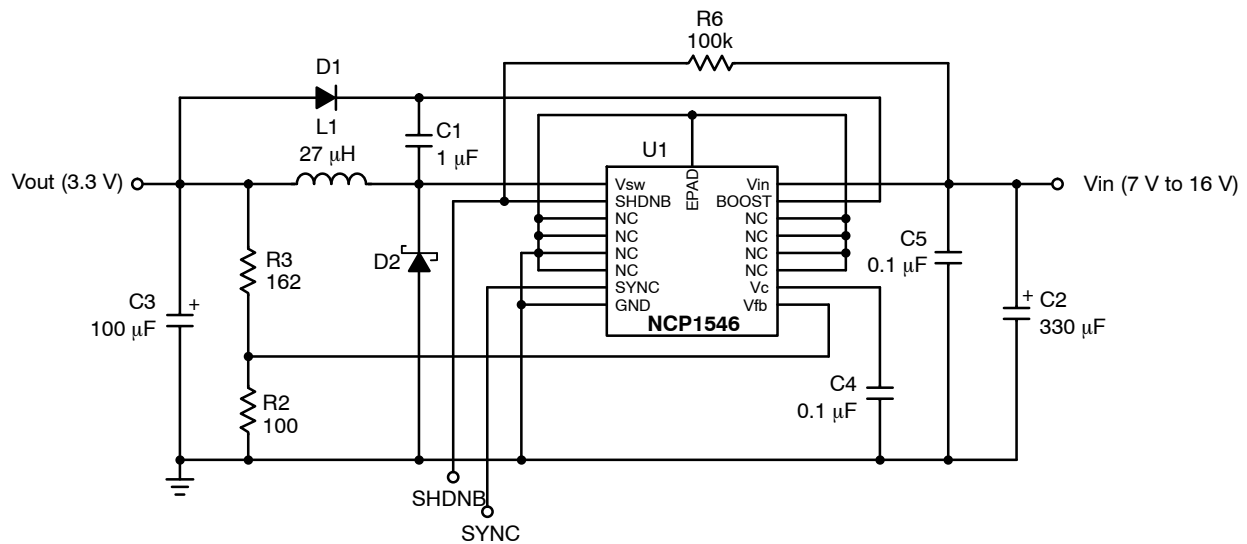 R6
100k
D1
L1
27 μH
C1
1 μF
U1
Vout (3.3 V)
Vin (7 V to 16 V)
EPAD
Vsw
SHDNB
NC
NC
NC
NC
SYNC
GND
Vin
BOOST
NC
NC
NC
NC
Vc
Vfb
NCP1546
R3
162
D2
C3
100 μF
+
C5
0.1 μF
+
C2
330 μF
C4
0.1 μF
R2
100
SHDNB
SYNC